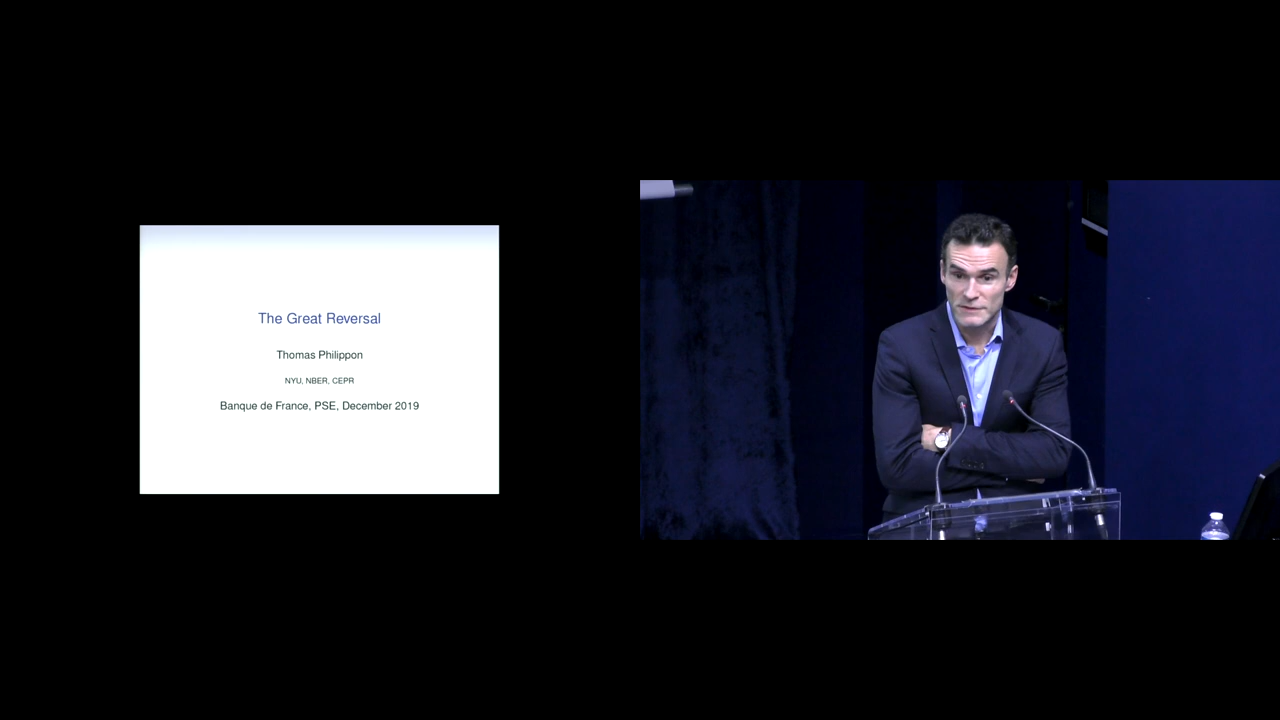 The Great Reversal
Thomas Philippon
NYU, NBER, CEPR
Banque de France, PSE, December 2019